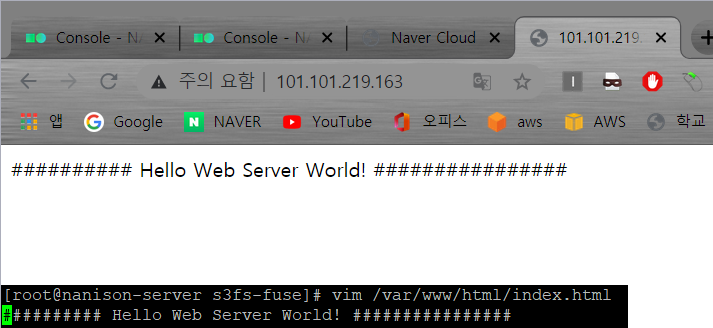 Console - N
Console - N
Naver Cloud
101.101.219.
주의 요함 | 101.101.219.163
앱
Google
NAVER
YouTube
오피스
aws
AWS
학교
########## Hello Web Server World! ################
[root@nanison-server s3fs-fuse]# vim /var/www/html/index.html
########## Hello Web Server World! ################